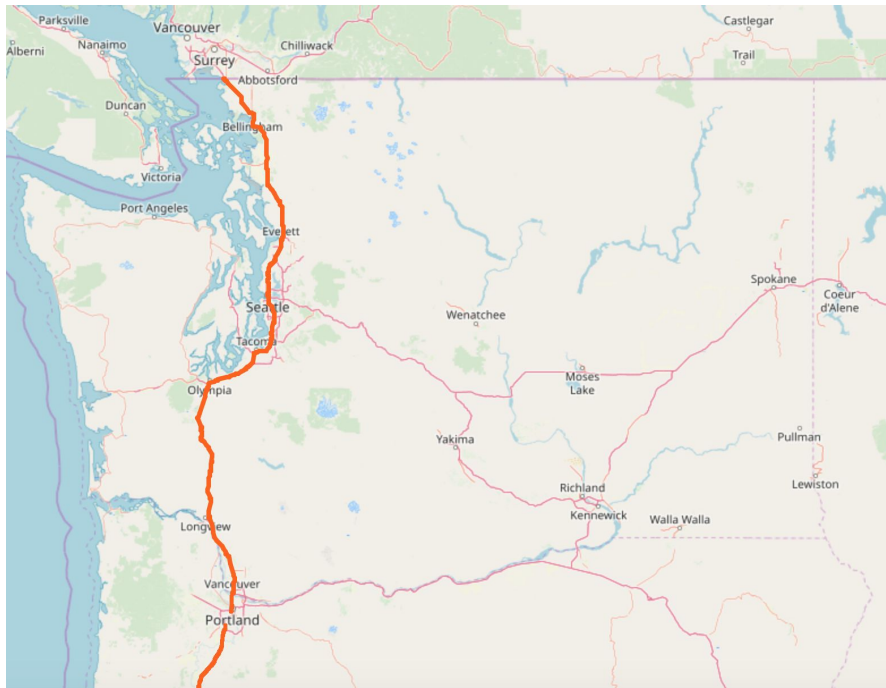 Parksville
Vancouver
Castlegar
Alberni
Nanaimo
Chilliwack
Surrey
Trail
Abbotsford
Duncan
Bellingham
Victoria
Port Angeles
Everett
Spokane
Coeur
d'Alene
Seattle
Wenatchee
Tacoma
Moses
Lake
Olympia
Yakima
Pullman
Richland
Lewiston
Kennewick
Walla Walla
Longview
Vancouver
Portland